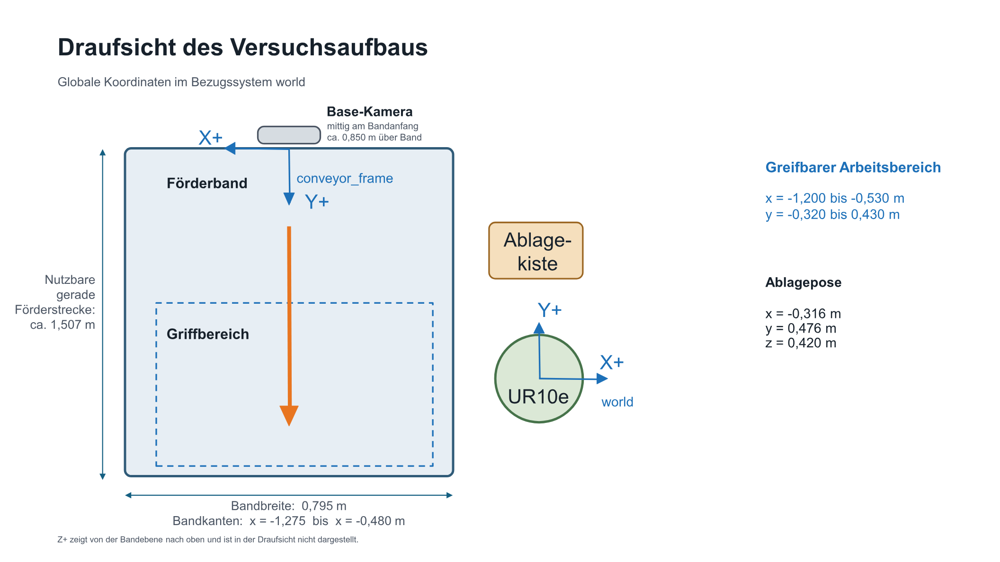 Draufsicht des Versuchsaufbaus
Globale Koordinaten im Bezugssystem world
Base-Kamera
mittig am Bandanfang
ca. 0,850 m über Band
X+
Förderband
conveyor_frame
Y+
Nutzbare
gerade
Förderstrecke:
ca. 1,507 m
Griffbereich
Ablage-
kiste
Y+
X+
UR10e
world
Greifbarer Arbeitsbereich
x = -1,200 bis -0,530 m
y = -0,320 bis 0,430 m
Ablagepose
x = -0,316 m
y = 0,476 m
z = 0,420 m
Bandbreite: 0,795 m
Bandkanten: x = -1,275 bis x = -0,480 m
Z+ zeigt von der Bandebene nach oben und ist in der Draufsicht nicht dargestellt.